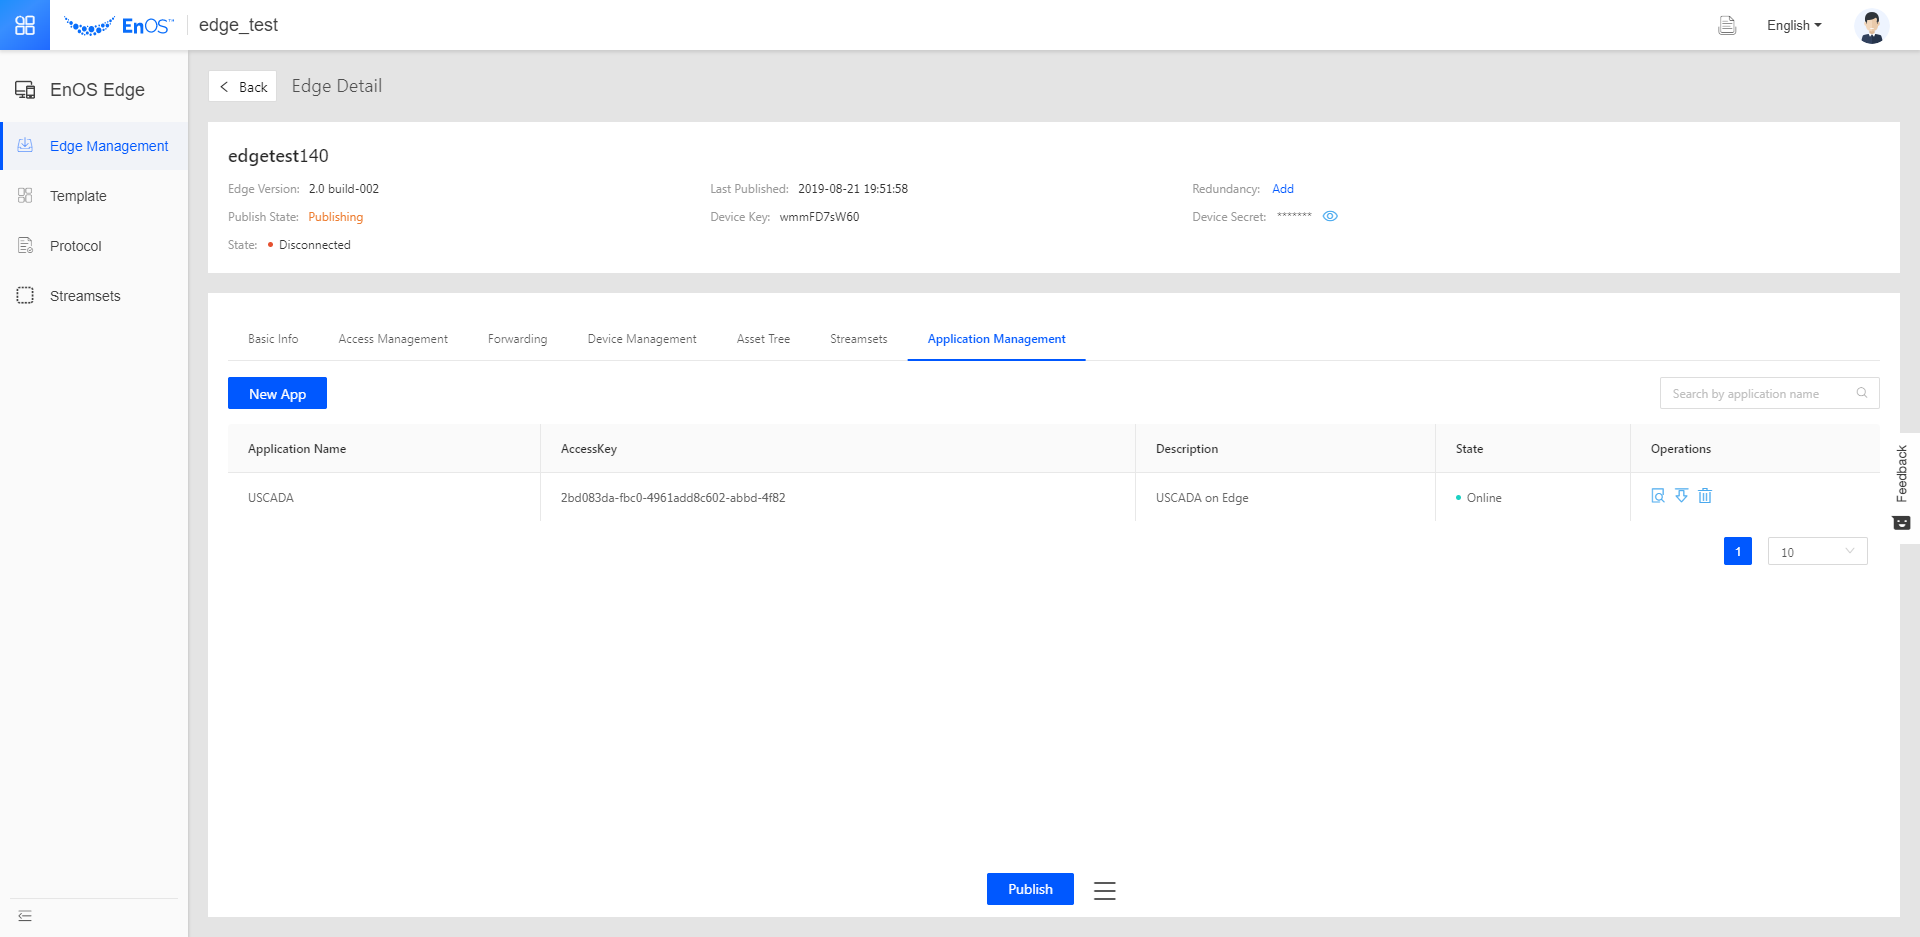 EnOS™ edge_test English
EnOS Edge
Edge Management
Template
Protocol
Streamsets
Back Edge Detail
edgetest140
Edge Version: 2.0 build-002 Last Published: 2019-08-21 19:51:58 Redundancy: Add
Publish State: Publishing Device Key: wmmFD7sW60 Device Secret: *******
State: Disconnected
Basic Info Access Management Forwarding Device Management Asset Tree Streamsets Application Management
New App Search by application name
Application Name AccessKey Description State Operations
USCADA 2bd083da-fbc0-4961add8c602-abbd-4f82 USCADA on Edge Online
1 10
Feedback
Publish